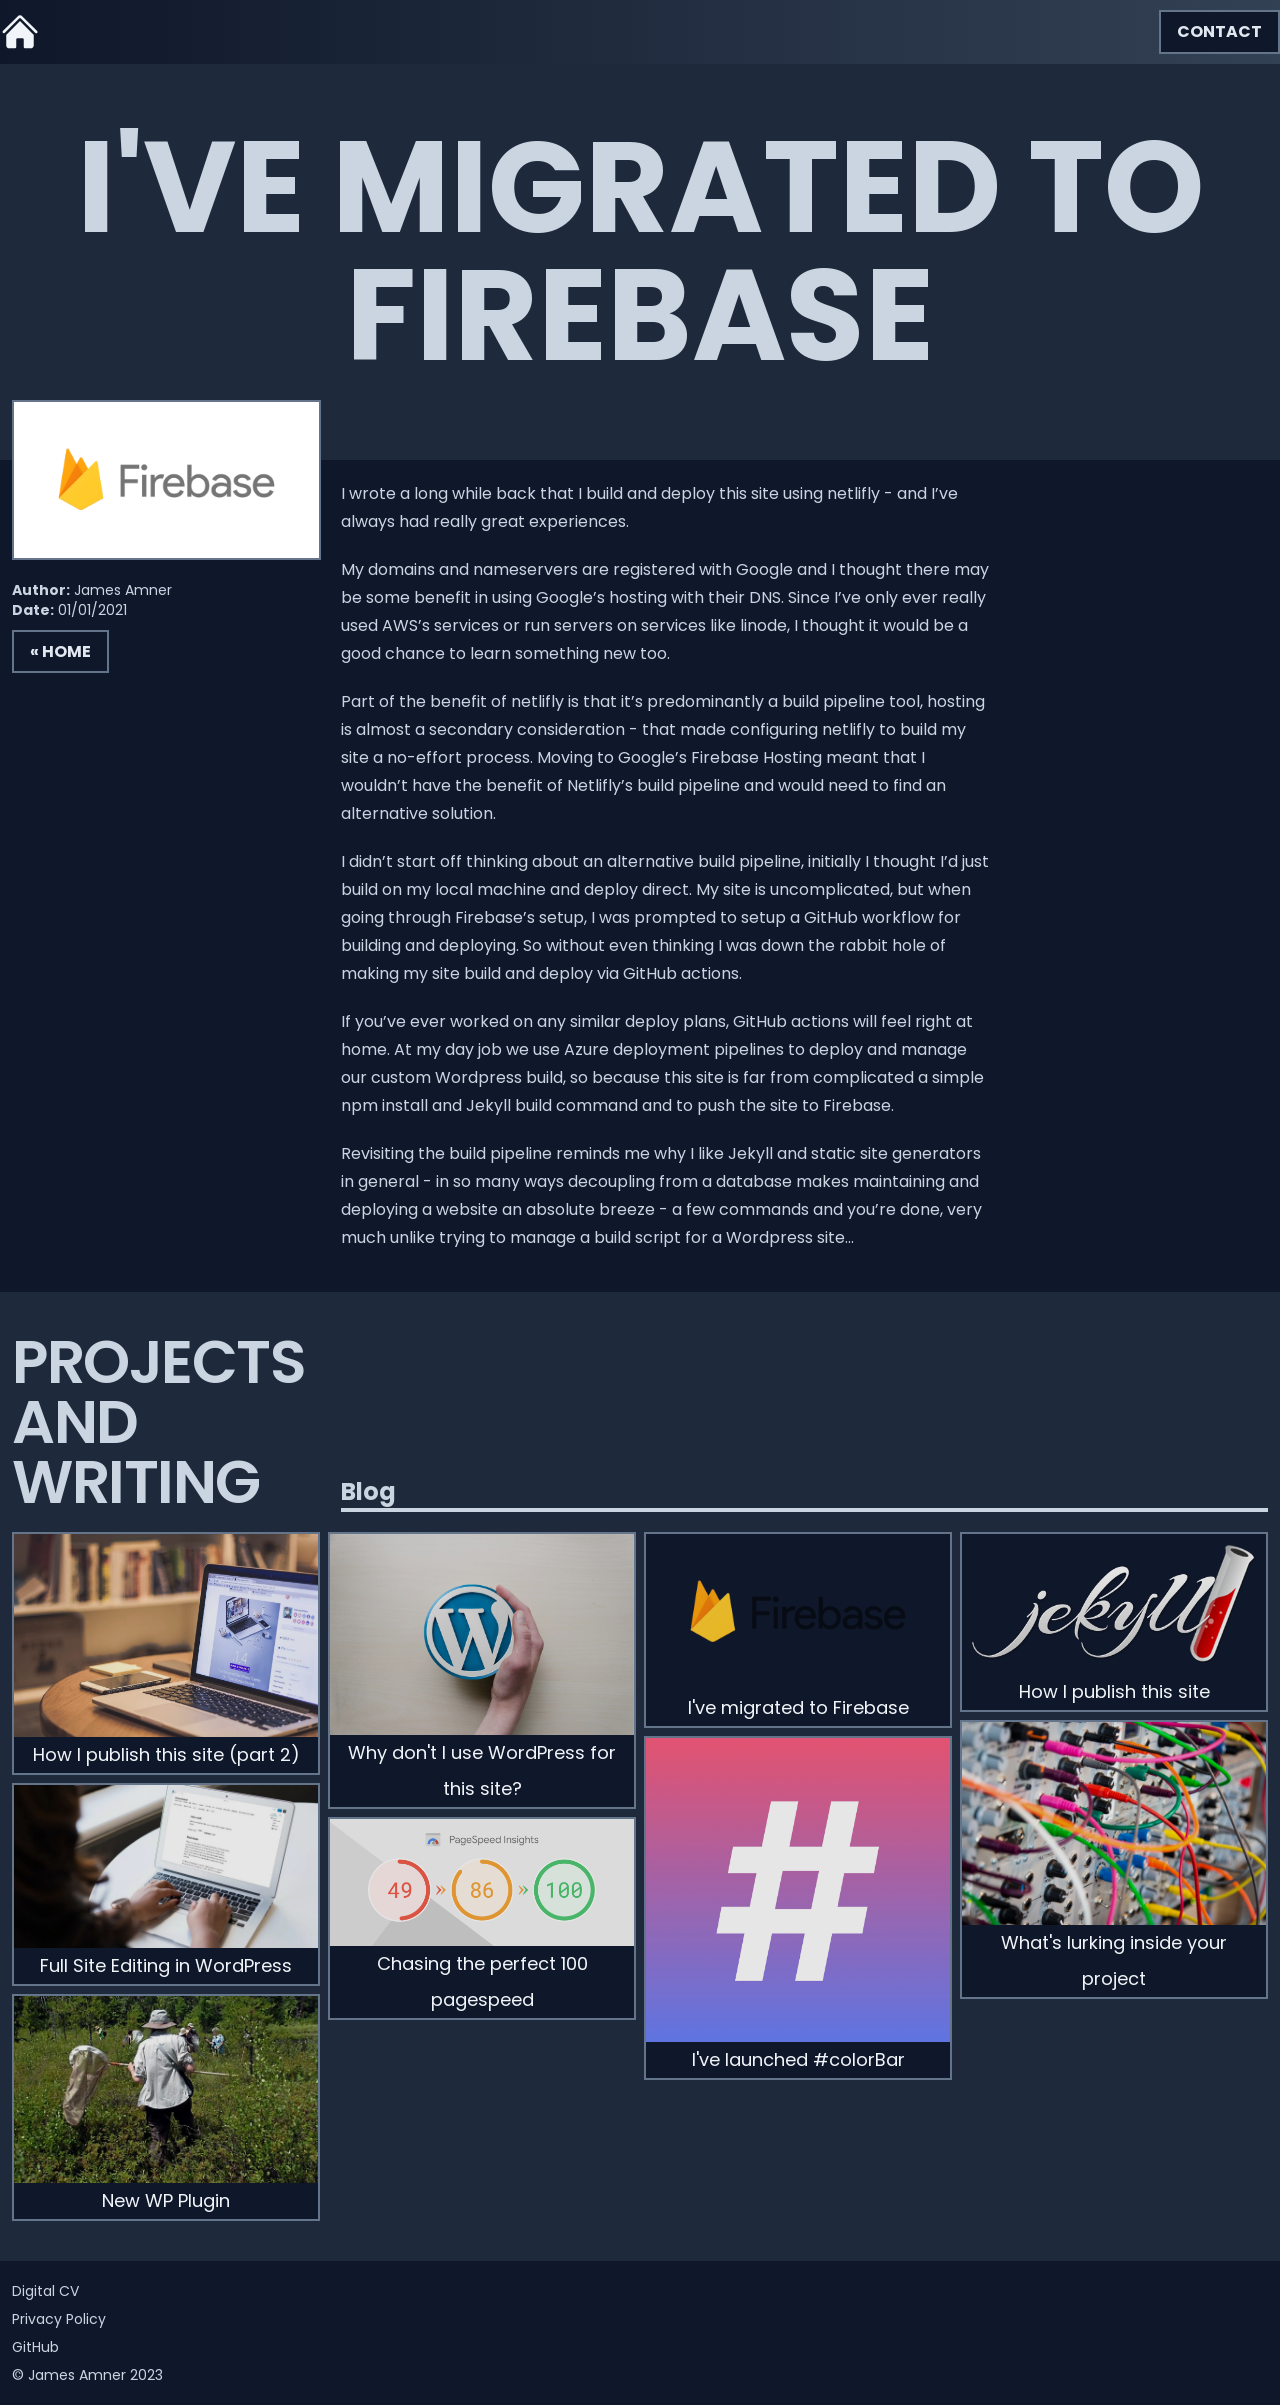 CONTACT
I'VE MIGRATED TO
FIREBASE
Firebase
Author: James Amner
Date: 01/01/2021
« HOME
I wrote a long while back that I build and deploy this site using netlifly - and I’ve
always had really great experiences.
My domains and nameservers are registered with Google and I thought there may
be some benefit in using Google’s hosting with their DNS. Since I’ve only ever really
used AWS’s services or run servers on services like linode, I thought it would be a
good chance to learn something new too.
Part of the benefit of netlifly is that it’s predominantly a build pipeline tool, hosting
is almost a secondary consideration - that made configuring netlifly to build my
site a no-effort process. Moving to Google’s Firebase Hosting meant that I
wouldn’t have the benefit of Netlifly’s build pipeline and would need to find an
alternative solution.
I didn’t start off thinking about an alternative build pipeline, initially I thought I’d just
build on my local machine and deploy direct. My site is uncomplicated, but when
going through Firebase’s setup, I was prompted to setup a GitHub workflow for
building and deploying. So without even thinking I was down the rabbit hole of
making my site build and deploy via GitHub actions.
If you’ve ever worked on any similar deploy plans, GitHub actions will feel right at
home. At my day job we use Azure deployment pipelines to deploy and manage
our custom Wordpress build, so because this site is far from complicated a simple
npm install and Jekyll build command and to push the site to Firebase.
Revisiting the build pipeline reminds me why I like Jekyll and static site generators
in general - in so many ways decoupling from a database makes maintaining and
deploying a website an absolute breeze - a few commands and you’re done, very
much unlike trying to manage a build script for a Wordpress site…
PROJECTS
AND
WRITING
Blog
How I publish this site (part 2)
Full Site Editing in WordPress
New WP Plugin
W
Why don't I use WordPress for
this site?
PageSpeed Insights
49 » 86 » 100
Chasing the perfect 100
pagespeed
Firebase
I've migrated to Firebase
#
I've launched #colorBar
jekyll
How I publish this site
What's lurking inside your
project
Digital CV
Privacy Policy
GitHub
© James Amner 2023